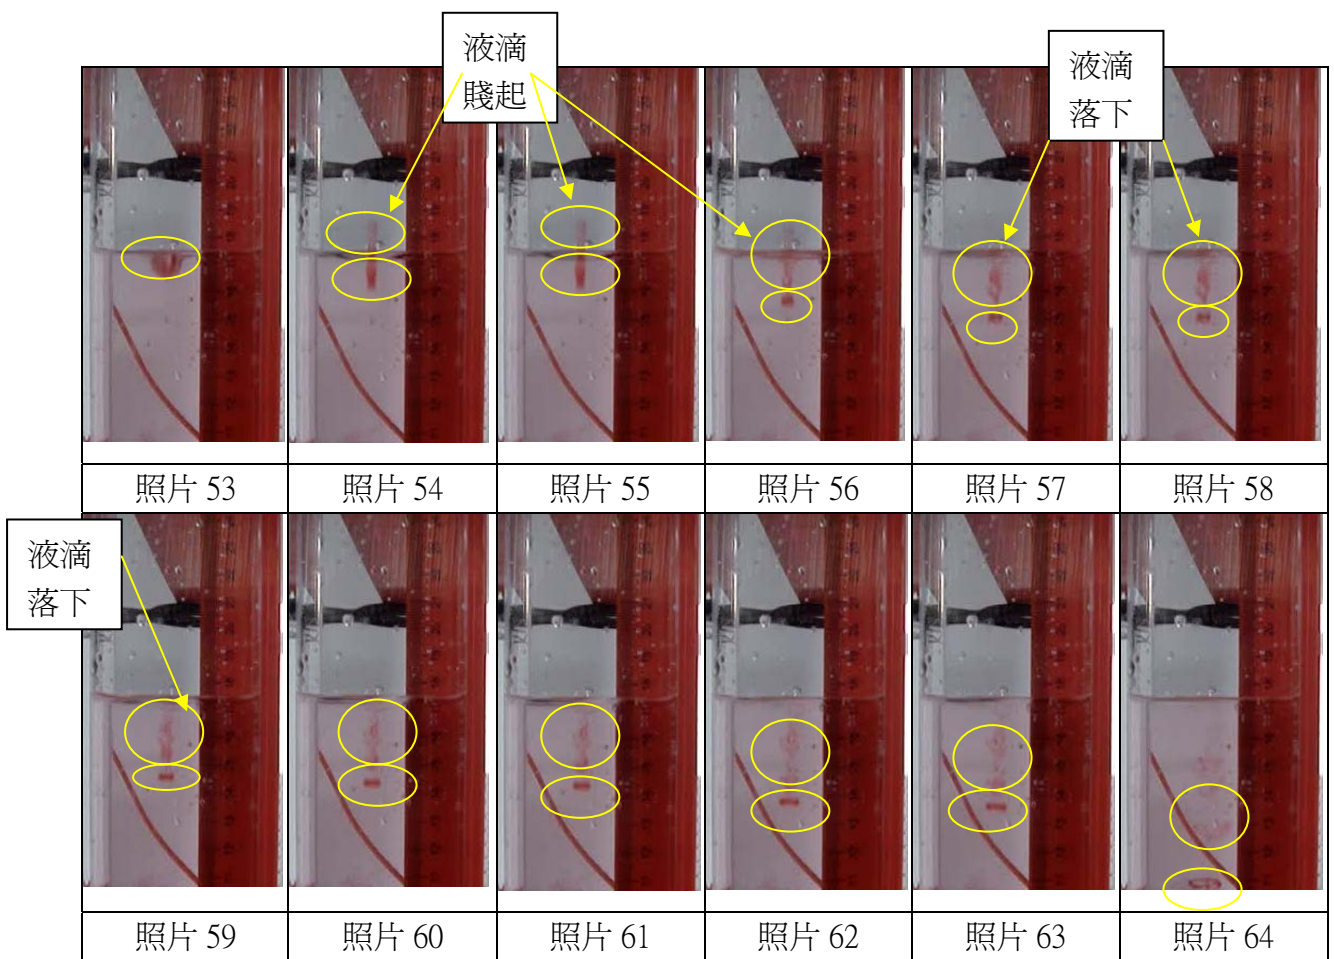 液滴
賤起
液滴
落下
照片 53
照片 54
照片 55
照片 56
照片 57
照片 58
液滴
落下
照片 59
照片 60
照片 61
照片 62
照片 63
照片 64